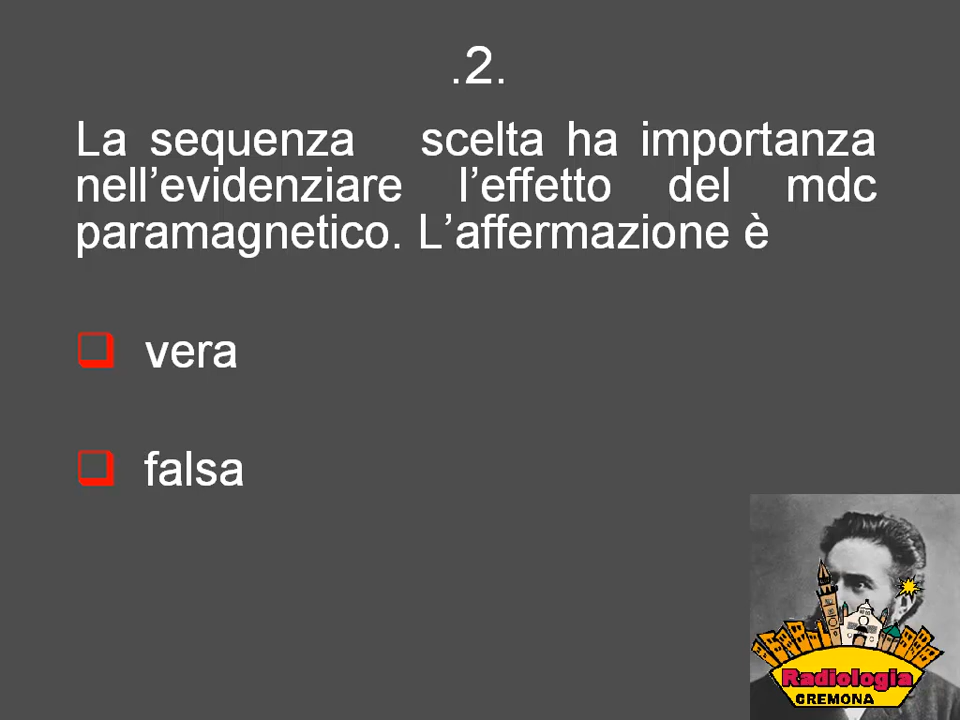 .2.
La sequenza scelta ha importanza
nell’evidenziare l’effetto del mdc
paramagnetico. L’affermazione è
vera
falsa
Radiologia
CREMONA